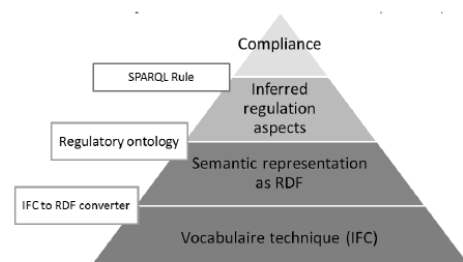 Compliance
SPARQL Rule
Inferred
regulation
aspects
Regulatory ontology
Semantic representation
as RDF
IFC to RDF converter
Vocabulaire technique (IFC)